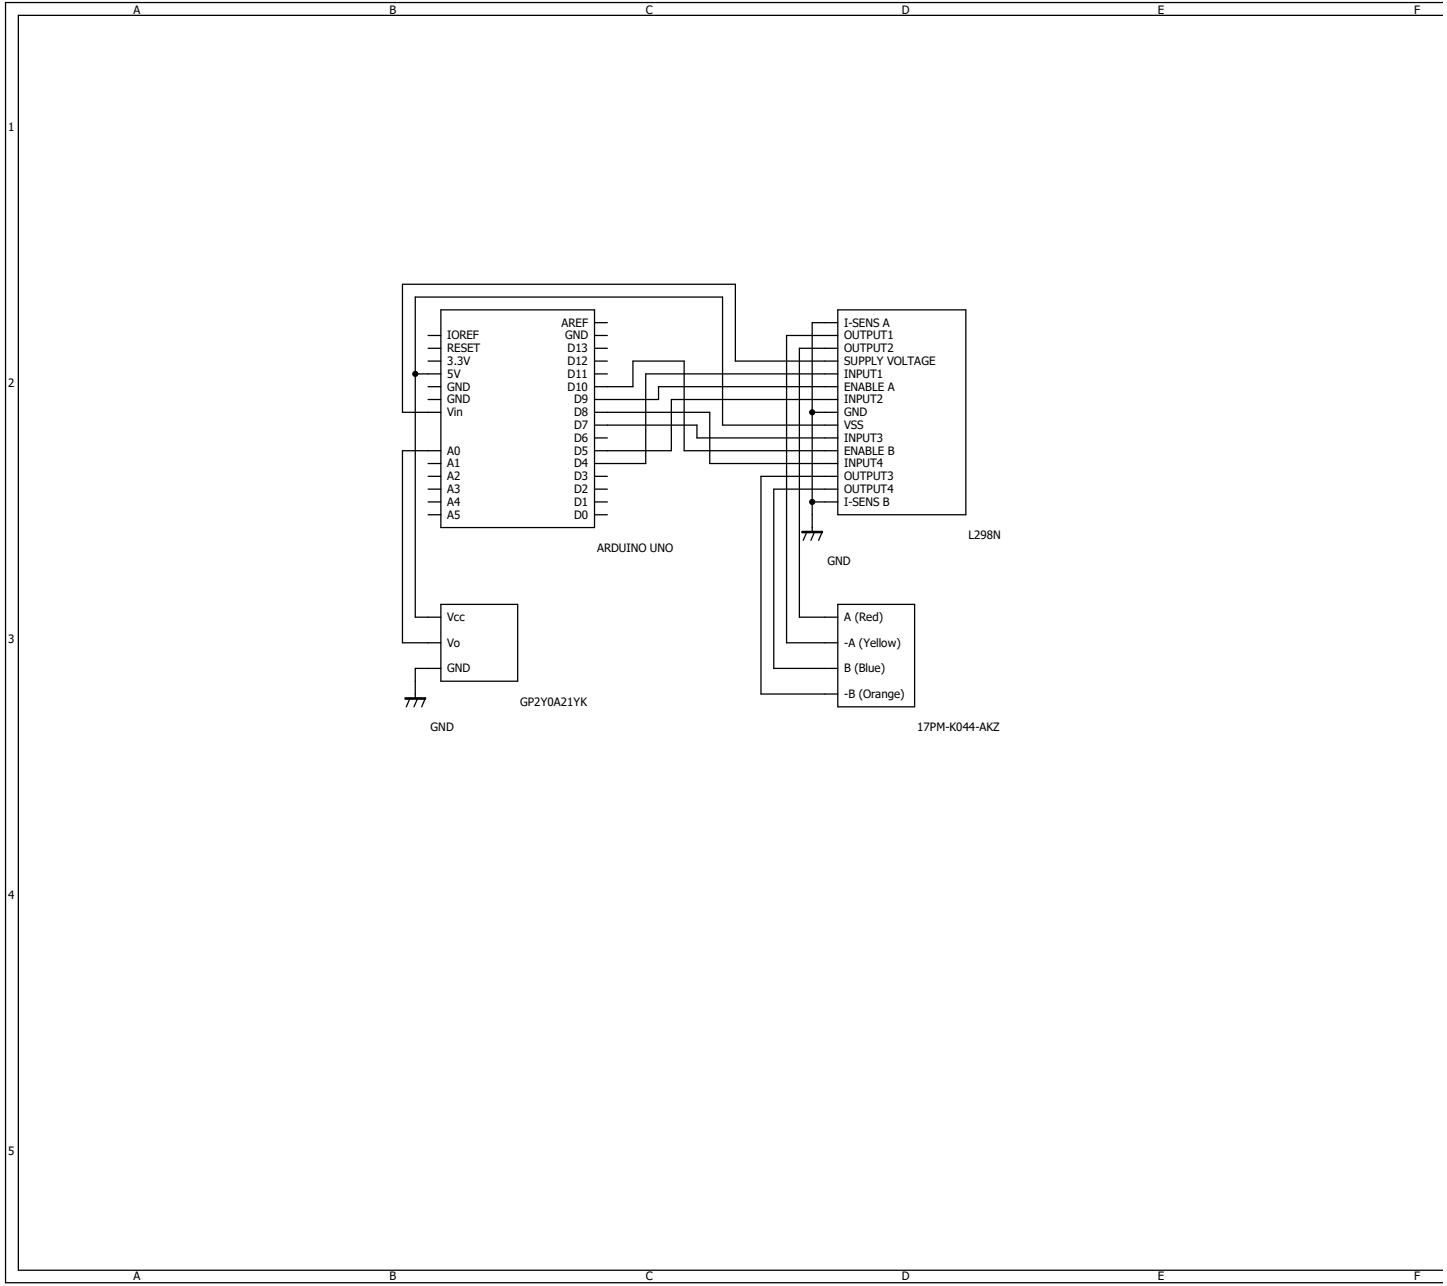 A B C D E F
1
2
3
4
5
IOREF
RESET
3.3V
5V
GND
GND
Vin
A0
A1
A2
A3
A4
A5
AREF
GND
D13
D12
D11
D10
D9
D8
D7
D6
D5
D4
D3
D2
D1
D0
ARDUINO UNO
I-SENS A
OUTPUT1
OUTPUT2
SUPPLY VOLTAGE
INPUT1
ENABLE A
INPUT2
GND
VSS
INPUT3
ENABLE B
INPUT4
OUTPUT3
OUTPUT4
I-SENS B
L298N
GND
Vcc
Vo
GND
GP2Y0A21YK
GND
A (Red)
-A (Yellow)
B (Blue)
-B (Orange)
17PM-K044-AKZ
A B C D E F